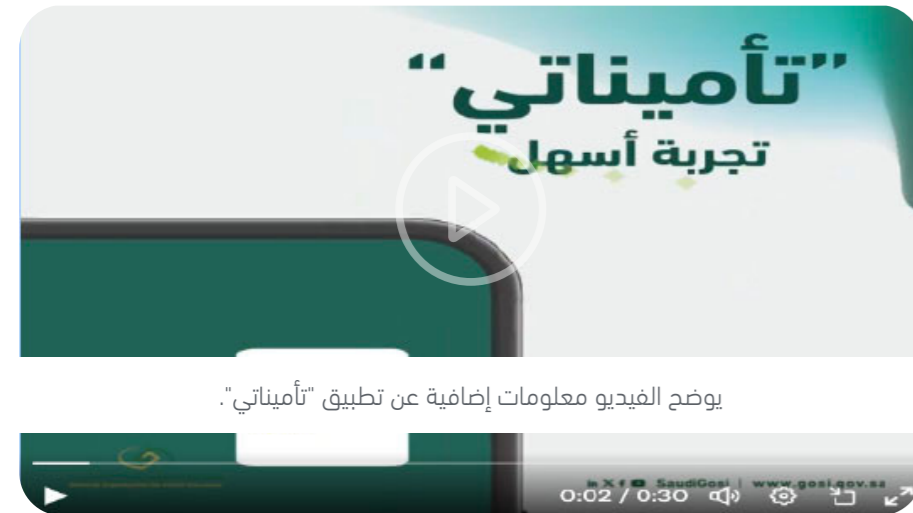 ”تأميناتي“
تجربة أسهل
يوضح الفيديو معلومات إضافية عن تطبيق "تأميناتي".
SaudiGosi | www.gosi.gov.sa
0:02 / 0:30